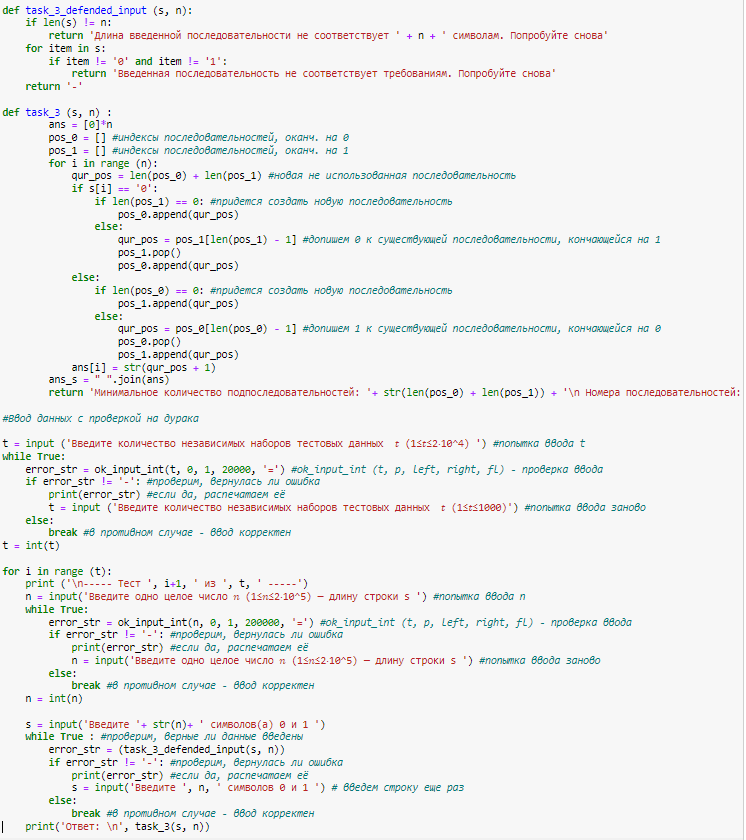 def task_3_defended_input (s, n):
if len(s) != n:
return 'Длина введенной последовательности не соответствует ' + n + ' символам. Попробуйте снова'
for item in s:
if item != '0' and item != '1':
return 'Введенная последовательность не соответствует требованиям. Попробуйте снова'
return '-'
def task_3 (s, n) :
ans = [0]*n
pos_0 = [] #индексы последовательностей, оканч. на 0
pos_1 = [] #индексы последовательностей, оканч. на 1
for i in range (n):
qur_pos = len(pos_0) + len(pos_1) #новая не использованная последовательность
if s[i] == '0':
if len(pos_1) == 0: #придется создать новую последовательность
pos_0.append(qur_pos)
else:
qur_pos = pos_1[len(pos_1) - 1] #допишем 0 к существующей последовательности, кончающейся на 1
pos_1.pop()
pos_0.append(qur_pos)
else:
if len(pos_0) == 0: #придется создать новую последовательность
pos_1.append(qur_pos)
else:
qur_pos = pos_0[len(pos_0) - 1] #допишем 1 к существующей последовательности, кончающейся на 0
pos_0.pop()
pos_1.append(qur_pos)
ans[i] = str(qur_pos + 1)
ans_s = " ".join(ans)
return 'Минимальное количество подпоследовательностей: '+ str(len(pos_0) + len(pos_1)) + '\n Номера последовательностей:
#Ввод данных с проверкой на дурака
t = input ('Введите количество независимых наборов тестовых данных  𝑡 (1≤𝑡≤2⋅10^4) ') #попытка ввода t
while True:
error_str = ok_input_int(t, 0, 1, 20000, '=') #ok_input_int (t, p, left, right, fl) - проверка ввода
if error_str != '-': #проверим, вернулась ли ошибка
print(error_str) #если да, распечатаем её
t = input ('Введите количество независимых наборов тестовых данных  𝑡 (1≤𝑡≤1000)') #попытка ввода заново
else:
break #в противном случае - ввод корректен
t = int(t)
for i in range (t):
print ('\n----- Тест ', i+1, ' из ', t, ' -----')
n = input('Введите одно целое число 𝑛 (1≤𝑛≤2⋅10^5) — длину строки s ') #попытка ввода n
while True:
error_str = ok_input_int(n, 0, 1, 200000, '=') #ok_input_int (t, p, left, right, fl) - проверка ввода
if error_str != '-': #проверим, вернулась ли ошибка
print(error_str) #если да, распечатаем её
n = input('Введите одно целое число 𝑛 (1≤𝑛≤2⋅10^5) — длину строки s ') #попытка ввода заново
else:
break #в противном случае - ввод корректен
n = int(n)
s = input('Введите '+ str(n)+ ' символов(а) 0 и 1 ')
while True : #проверим, верные ли данные введены
error_str = (task_3_defended_input(s, n))
if error_str != '-': #проверим, вернулась ли ошибка
print(error_str) #если да, распечатаем её
s = input('Введите ', n, ' символов 0 и 1 ') # введем строку еще раз
else:
break #в противном случае - ввод корректен
print('Ответ: \n', task_3(s, n))